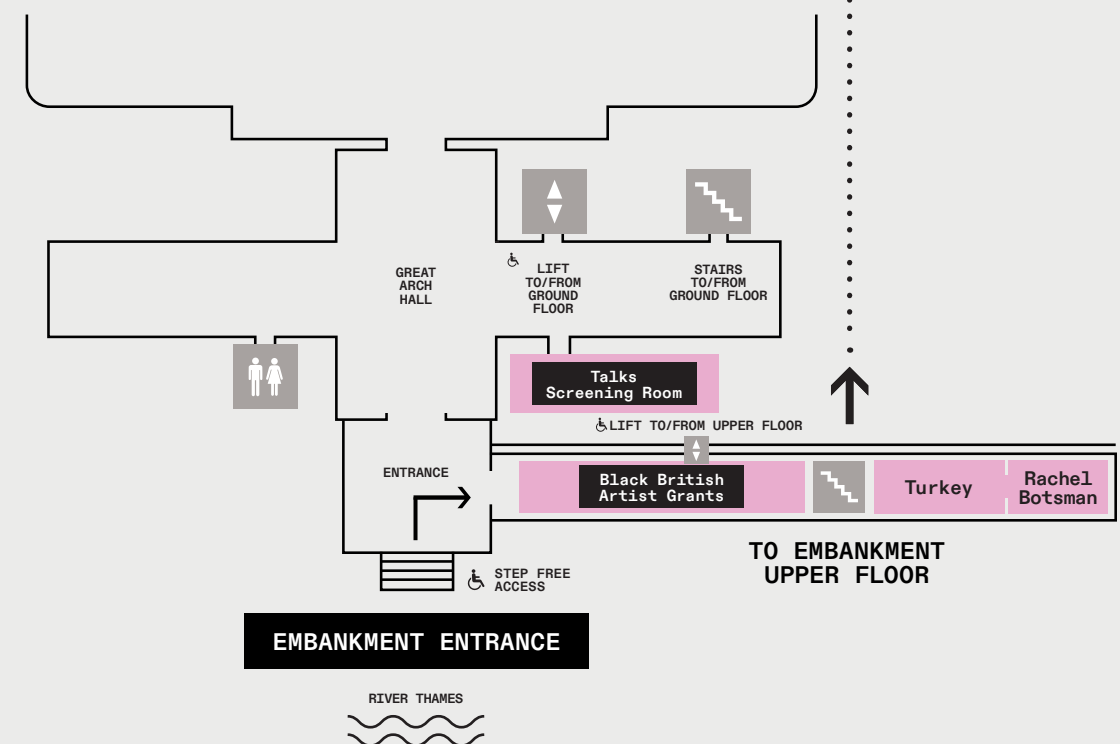 GREAT
ARCH
HALL
LIFT
TO/FROM
GROUND
FLOOR
STAIRS
TO/FROM
GROUND FLOOR
Talks
Screening Room
LIFT TO/FROM UPPER FLOOR
ENTRANCE
Black British
Artist Grants
Turkey
Rachel
Botsman
TO EMBANKMENT
UPPER FLOOR
STEP FREE
ACCESS
EMBANKMENT ENTRANCE
RIVER THAMES